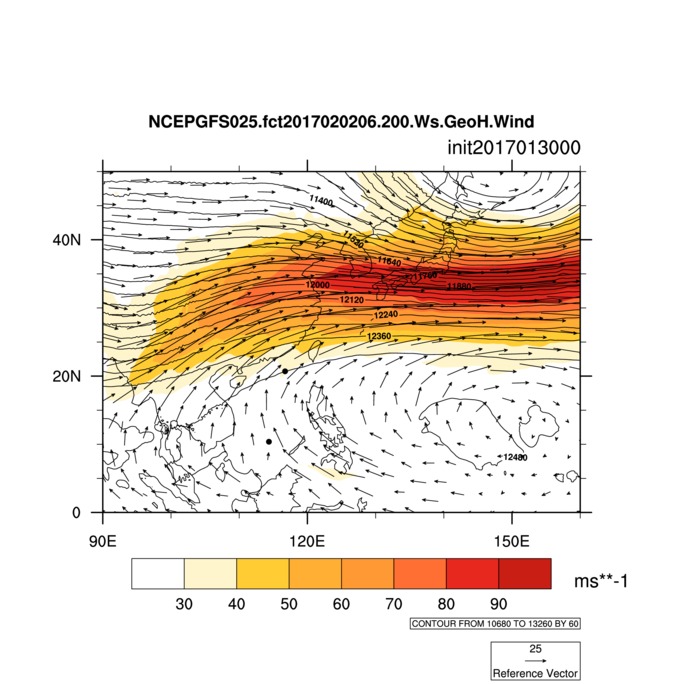 NCEPGFS025.fct2017020206.200.Ws.GeoH.Wind
init2017013000
11400
11520
11640
11760
11880
12000
12120
12240
12360
12480
40N
20N
0
90E
120E
150E
30 40 50 60 70 80 90
ms**-1
CONTOUR FROM 10680 TO 13260 BY 60
25
Reference Vector